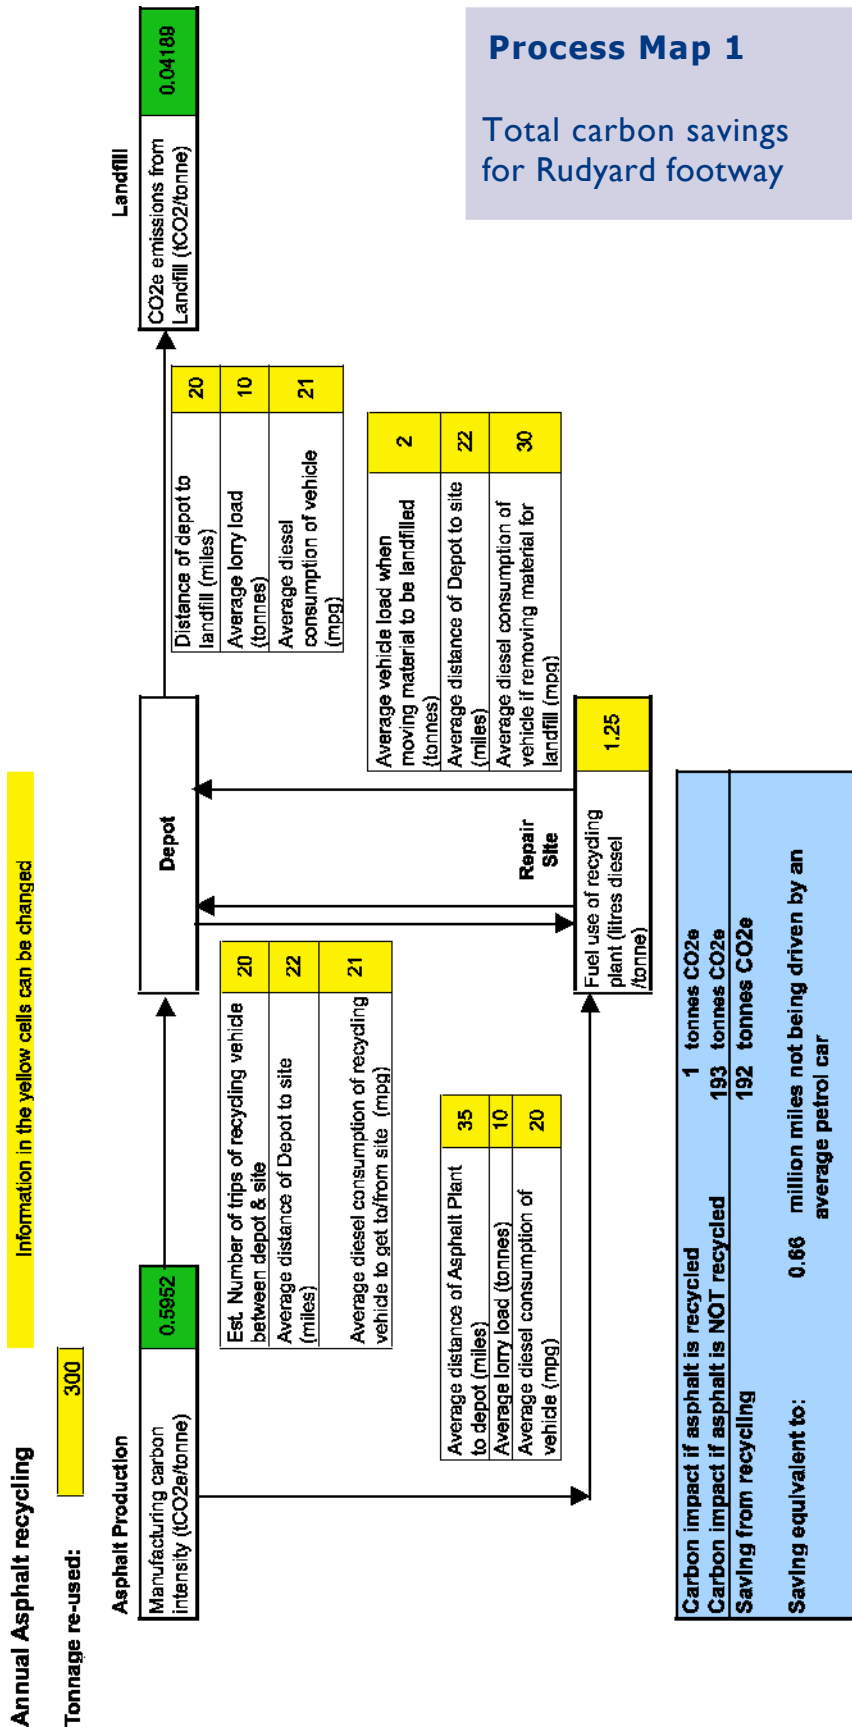 Process Map 1
Total carbon savings
for Rudyard footway
Annual Asphalt recycling
Information in the yellow cells can be changed
Tonnage re-used:
300
Asphalt Production
Manufacturing carbon
intensity (tCO2e/tonne)
0.5952
Depot
Landfill
CO2e emissions from
Landfill (tCO2/tonne)
0.04189
Est. Number of trips of recycling vehicle
between depot & site
20
Average distance of Depot to site
(miles)
22
Average diesel consumption of recycling
vehicle to get to/from site (mpg)
21
Distance of depot to
landfill (miles)
20
Average lorry load
(tonnes)
10
Average diesel
consumption of vehicle
(mpg)
21
Average vehicle load when
moving material to be landfilled
(tonnes)
2
Average distance of Depot to site
(miles)
22
Average diesel consumption of
vehicle if removing material for
landfill (mpg)
30
Average distance of Asphalt Plant
to depot (miles)
35
Average lorry load (tonnes)
10
Average diesel consumption of
vehicle (mpg)
20
Repair
Site
Fuel use of recycling
plant (litres diesel
/tonne)
1.25
Carbon impact if asphalt is recycled 1 tonnes CO2e
Carbon impact if asphalt is NOT recycled 193 tonnes CO2e
Saving from recycling 192 tonnes CO2e
Saving equivalent to: 0.66 million miles not being driven by an
average petrol car